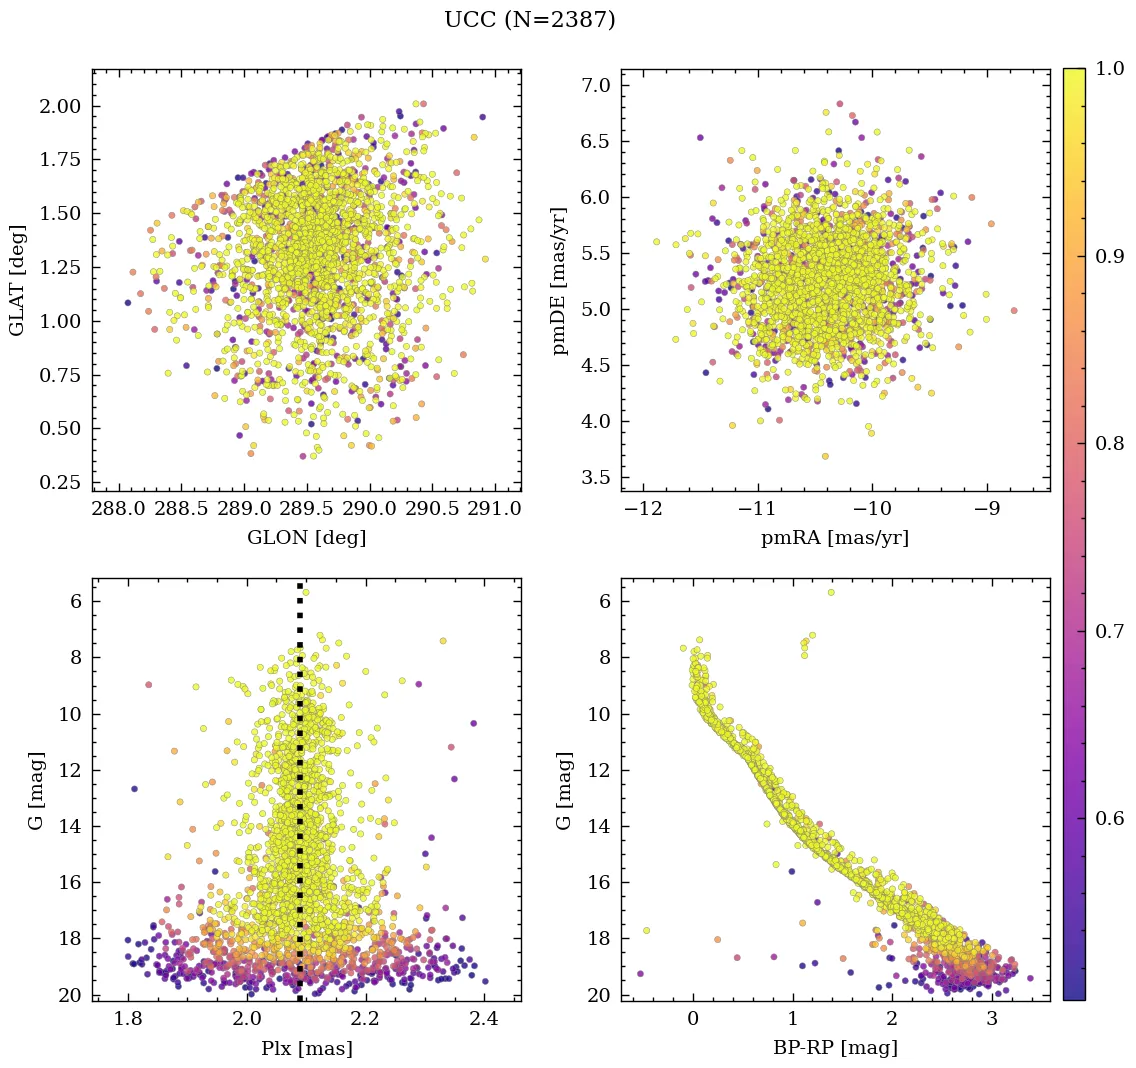 UCC (N=2387)
2.00
1.75
1.50
1.25
1.00
0.75
0.50
0.25
GLAT [deg]
288.0 288.5 289.0 289.5 290.0 290.5 291.0
GLON [deg]
7.0
6.5
6.0
5.5
5.0
4.5
4.0
3.5
pmDE [mas/yr]
−12 −11 −10 −9
pmRA [mas/yr]
1.0
0.9
0.8
0.7
0.6
6
8
10
12
14
16
18
20
G [mag]
1.8 2.0 2.2 2.4
Plx [mas]
6
8
10
12
14
16
18
20
G [mag]
0 1 2 3
BP-RP [mag]